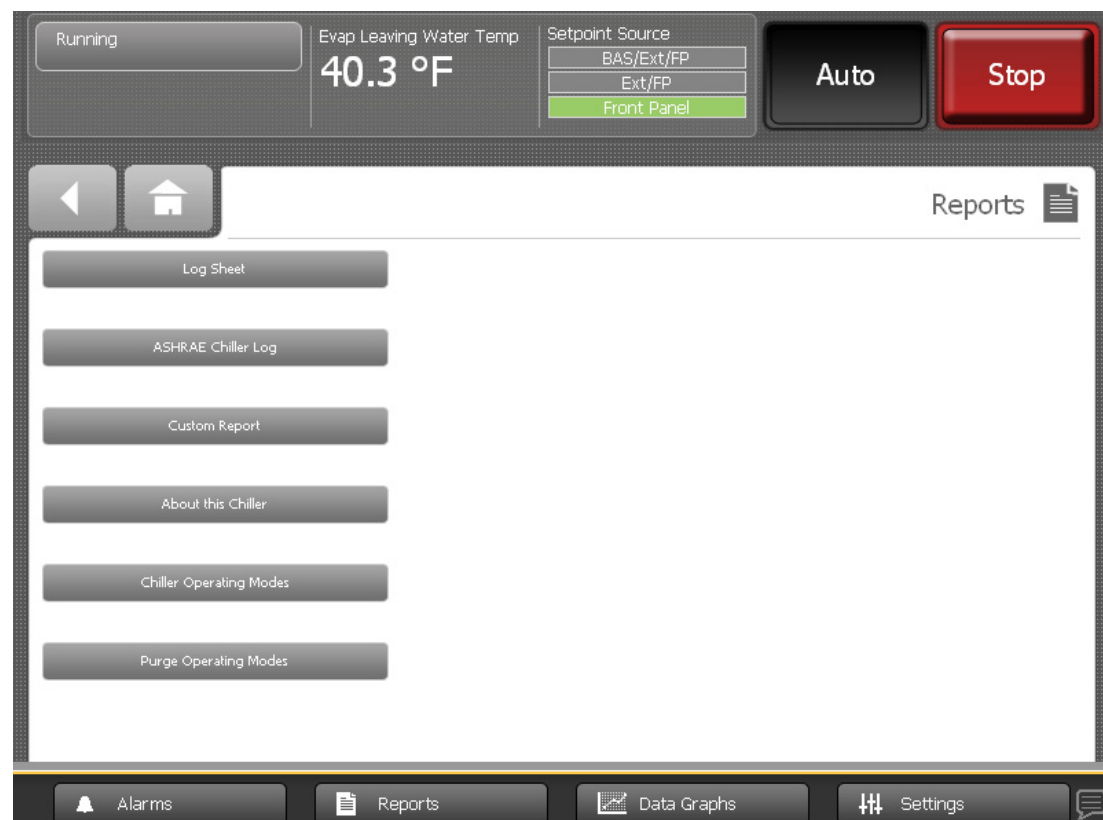 Running
Evap Leaving Water Temp
40.3 °F
Setpoint Source
BAS/Ext/FP
Ext/FP
Front Panel
Auto
Stop
Reports
Log Sheet
ASHRAE Chiller Log
Custom Report
About this Chiller
Chiller Operating Modes
Purge Operating Modes
Alarms
Reports
Data Graphs
Settings